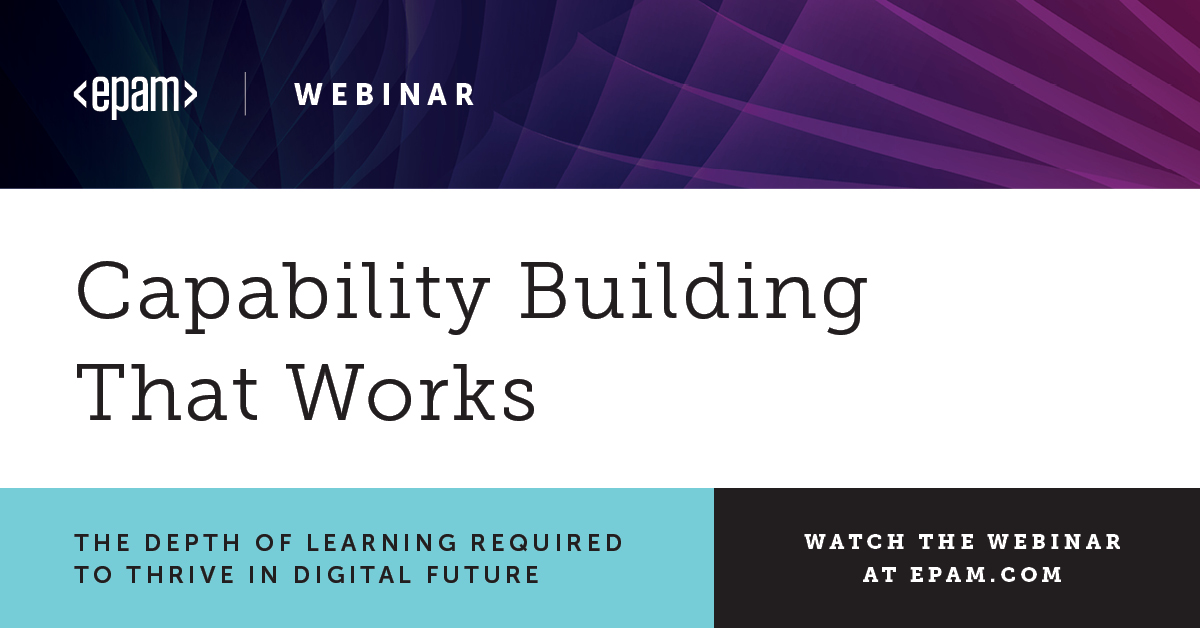 <epam> | WEBINAR
Capability Building
That Works
THE DEPTH OF LEARNING REQUIRED
TO THRIVE IN DIGITAL FUTURE
WATCH THE WEBINAR
AT EPAM.COM